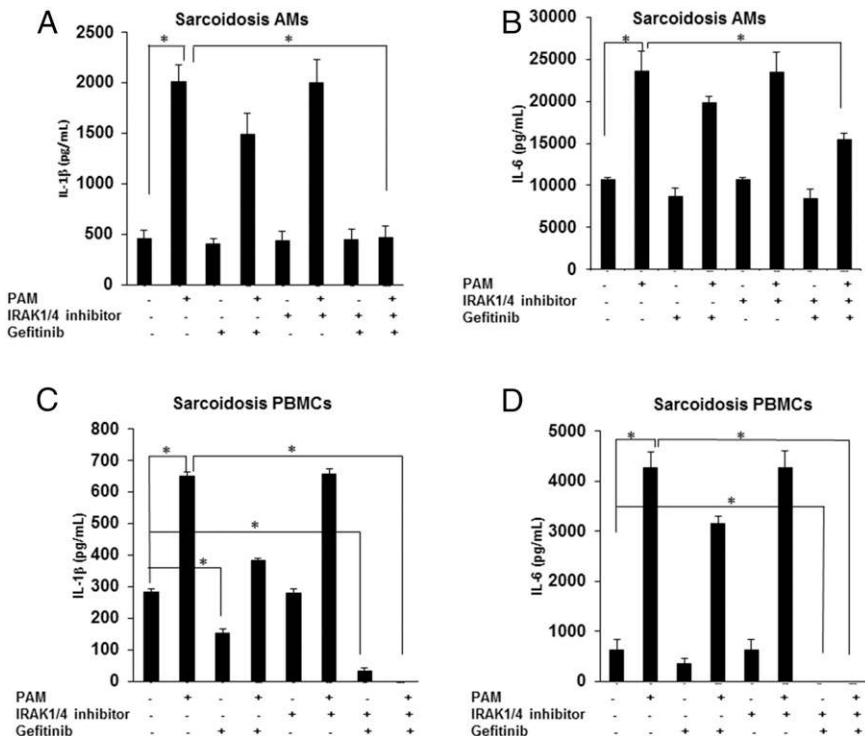 A
Sarcoidosis AMs
*
*
IL-1β (pg/mL)
2500
2000
1500
1000
500
0
PAM - + - + - + - +
IRAK1/4 inhibitor - - - - + + + +
Gefitinib - - + + - - + +
B
Sarcoidosis AMs
*
*
IL-6 (pg/mL)
30000
25000
20000
15000
10000
5000
0
PAM - + - + - + - +
IRAK1/4 inhibitor - - - - + + + +
Gefitinib - - + + - - + +
C
Sarcoidosis PBMCs
*
*
*
*
IL-1β (pg/mL)
800
700
600
500
400
300
200
100
0
PAM - + - + - + - +
IRAK1/4 inhibitor - - - - + + + +
Gefitinib - - + + - - + +
D
Sarcoidosis PBMCs
*
*
*
IL-6 (pg/mL)
5000
4000
3000
2000
1000
0
PAM - + - + - + - +
IRAK1/4 inhibitor - - - - + + + +
Gefitinib - - + + - - + +